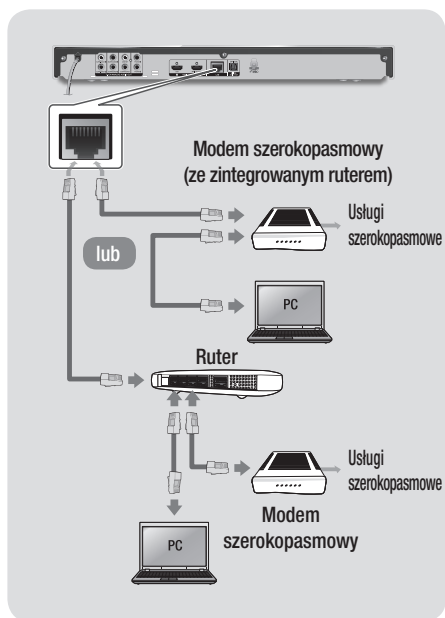 Modem szerokopasmowy
(ze zintegrowanym ruterem)
Usługi
szerokopasmowe
lub
PC
Ruter
Usługi
szerokopasmowe
Modem
szerokopasmowy
PC